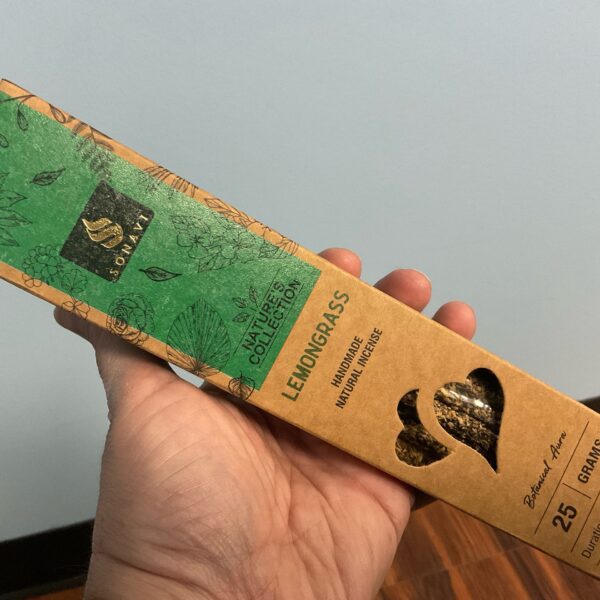 SONAVI
NATURE'S
COLLECTION
LEMONGRASS
HANDMADE
NATURAL INCENSE
Botanical Aura
25
GRAMS